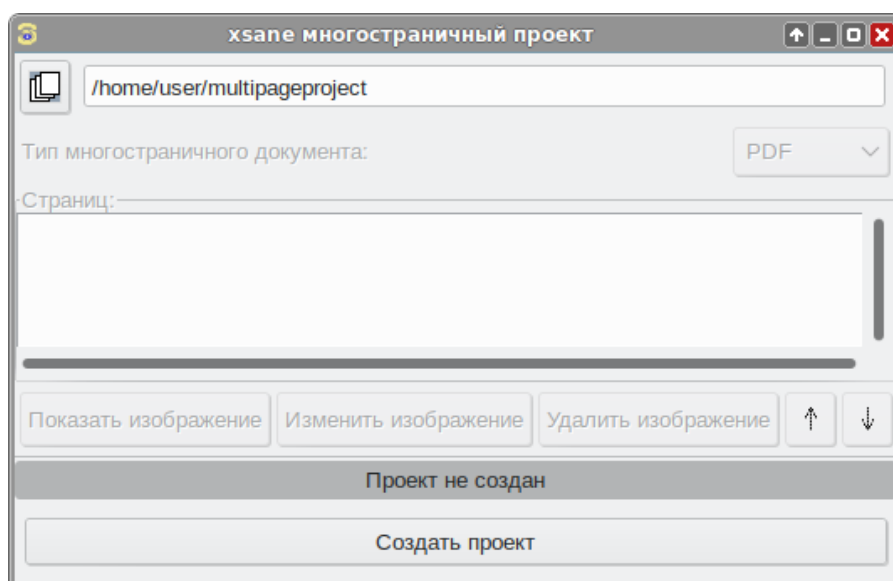 xsane многостраничный проект
/home/user/multipageproject
Тип многостраничного документа: PDF
Страниц:
Показать изображение Изменить изображение Удалить изображение
Проект не создан
Создать проект